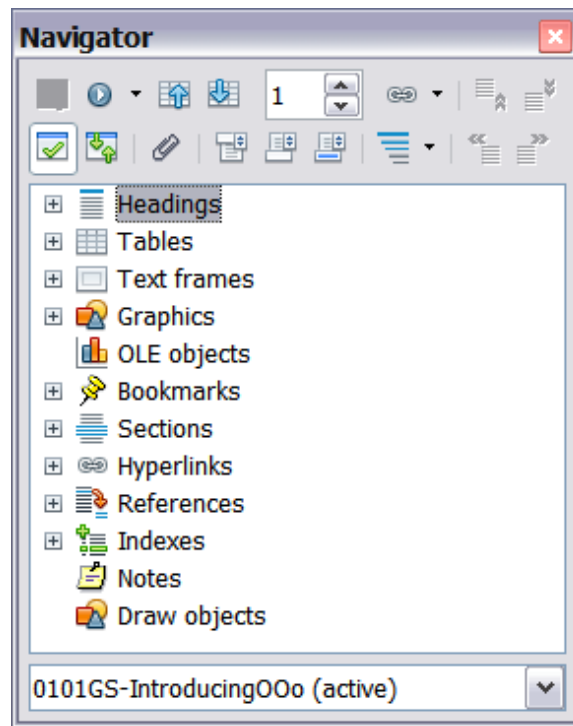 Navigator
1
Headings
Tables
Text frames
Graphics
OLE objects
Bookmarks
Sections
Hyperlinks
References
Indexes
Notes
Draw objects
0101GS-IntroducingOOo (active)